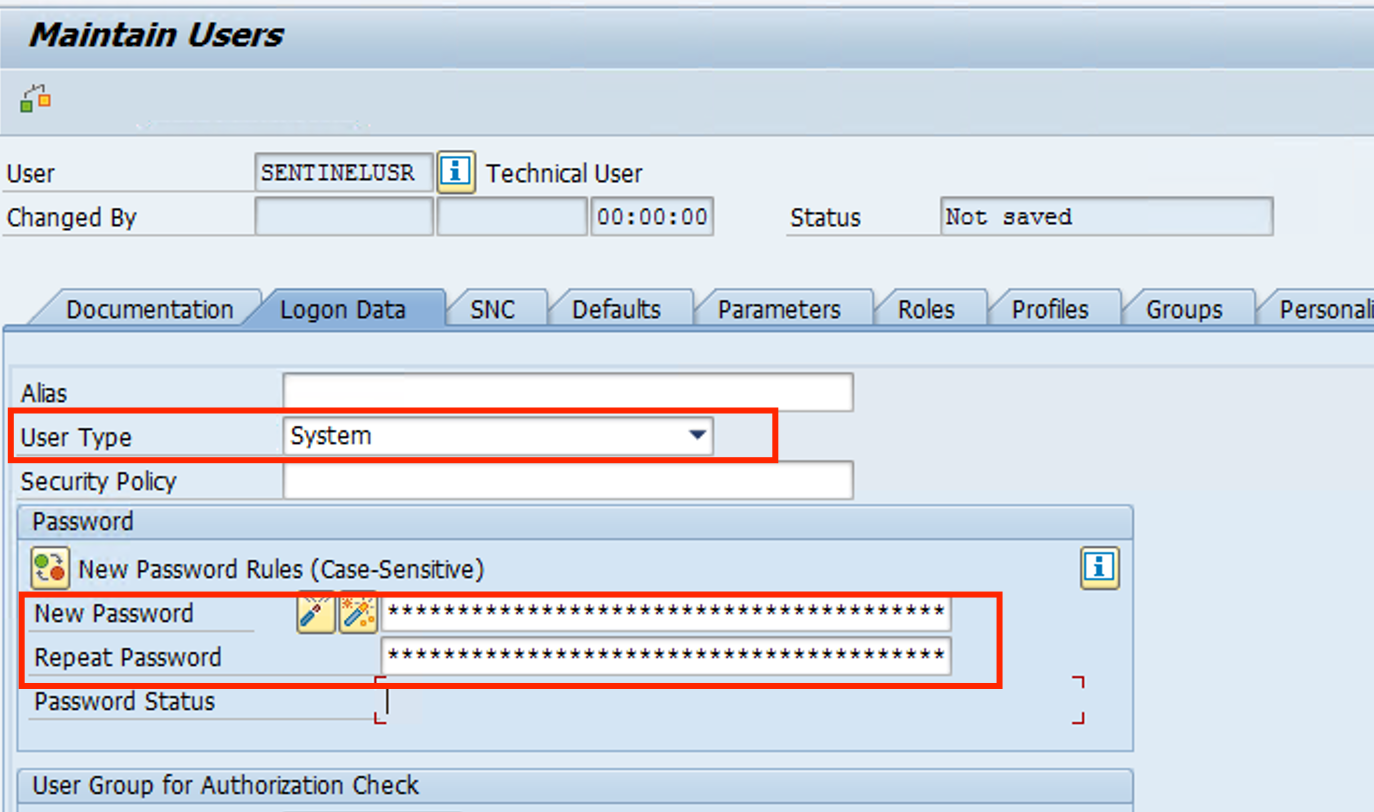 Maintain Users
User SENTINELUSR Technical User
Changed By 00:00:00 Status Not saved
Documentation Logon Data SNC Defaults Parameters Roles Profiles Groups Personali
Alias
User Type System
Security Policy
Password
New Password Rules (Case-Sensitive)
New Password ****************************************
Repeat Password ****************************************
Password Status
User Group for Authorization Check